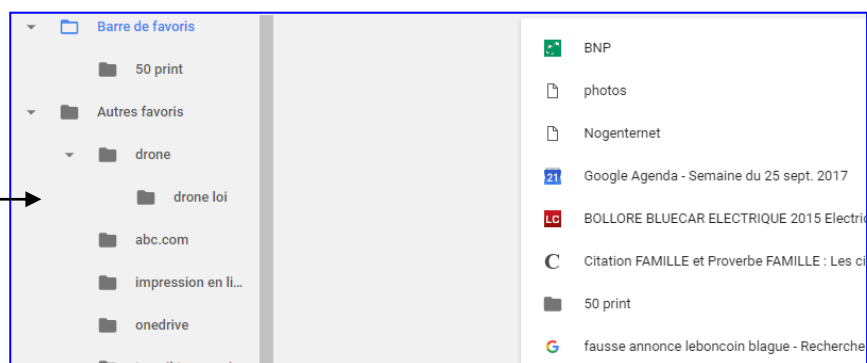 Barre de favoris
50 print
Autres favoris
drone
drone loi
abc.com
impression en li...
onedrive
BNP
photos
Nogenternet
21 Google Agenda - Semaine du 25 sept. 2017
LC BOLLORE BLUECAR ELECTRIQUE 2015 Electric
C Citation FAMILLE et Proverbe FAMILLE : Les ci
50 print
G fausse annonce leboncoin blague - Recherche